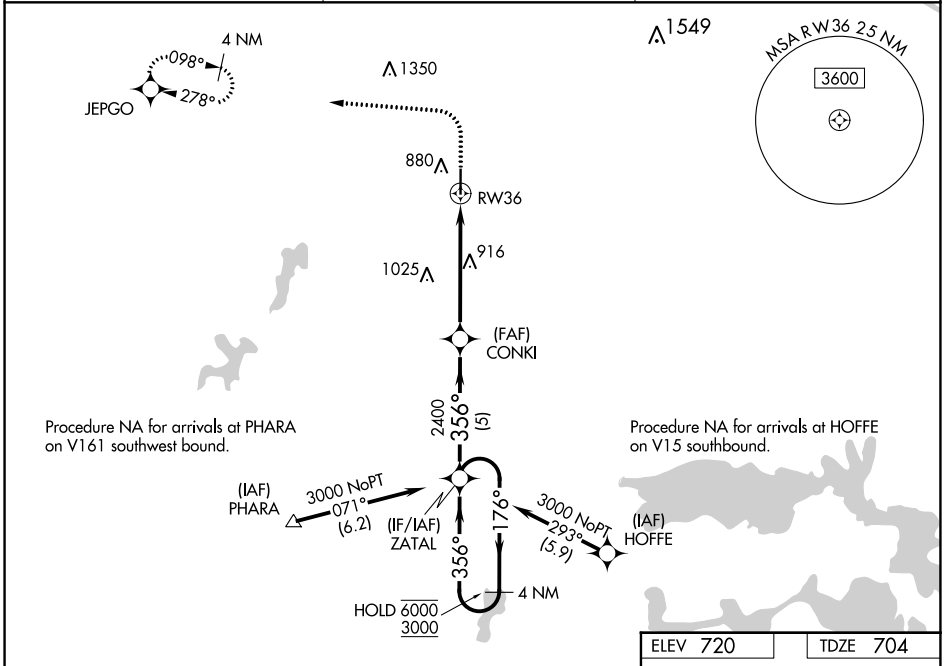 4 NM
098°
278°
JEPGO
1350
1549
MSA RW36 25 NM
3600
880
RW36
1025
916
(FAF)
CONKI
2400
356°
(5)
Procedure NA for arrivals at PHARA
on V161 southwest bound.
Procedure NA for arrivals at HOFFE
on V15 southbound.
(IAF)
PHARA
3000 NoPT
071°
(6.2)
(IF/IAF)
ZATAL
176°
3000 NoPT
293°
(5.9)
(IAF)
HOFFE
356°
4 NM
HOLD 6000
3000
ELEV 720
TDZE 704